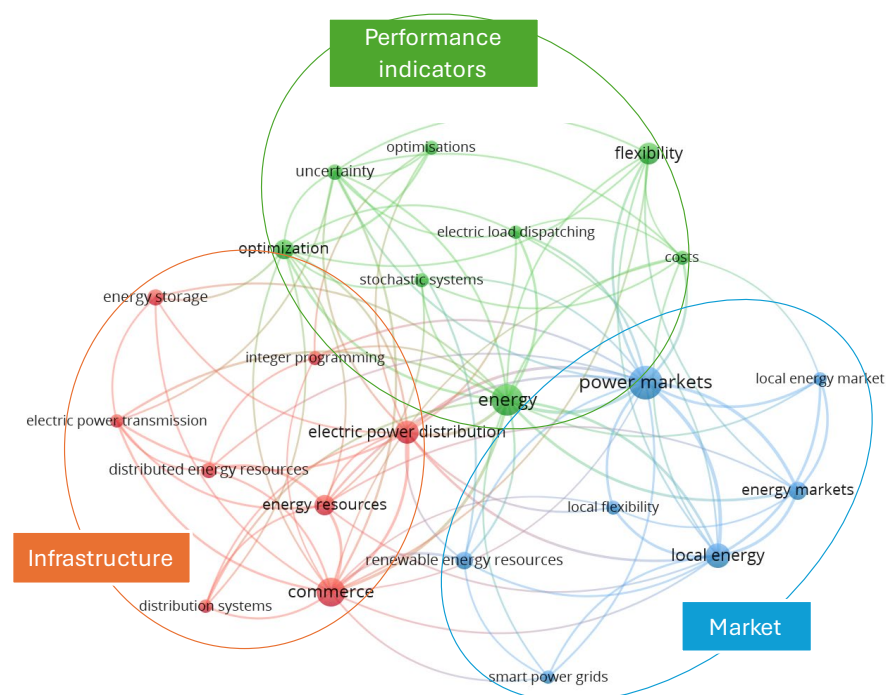 Performance
indicators
optimisations
flexibility
uncertainty
electric load dispatching
optimization
costs
stochastic systems
energy storage
integer programming
power markets
local energy market
energy
electric power transmission
electric power distribution
distributed energy resources
energy markets
energy resources
local flexibility
Infrastructure
renewable energy resources
local energy
commerce
distribution systems
Market
smart power grids